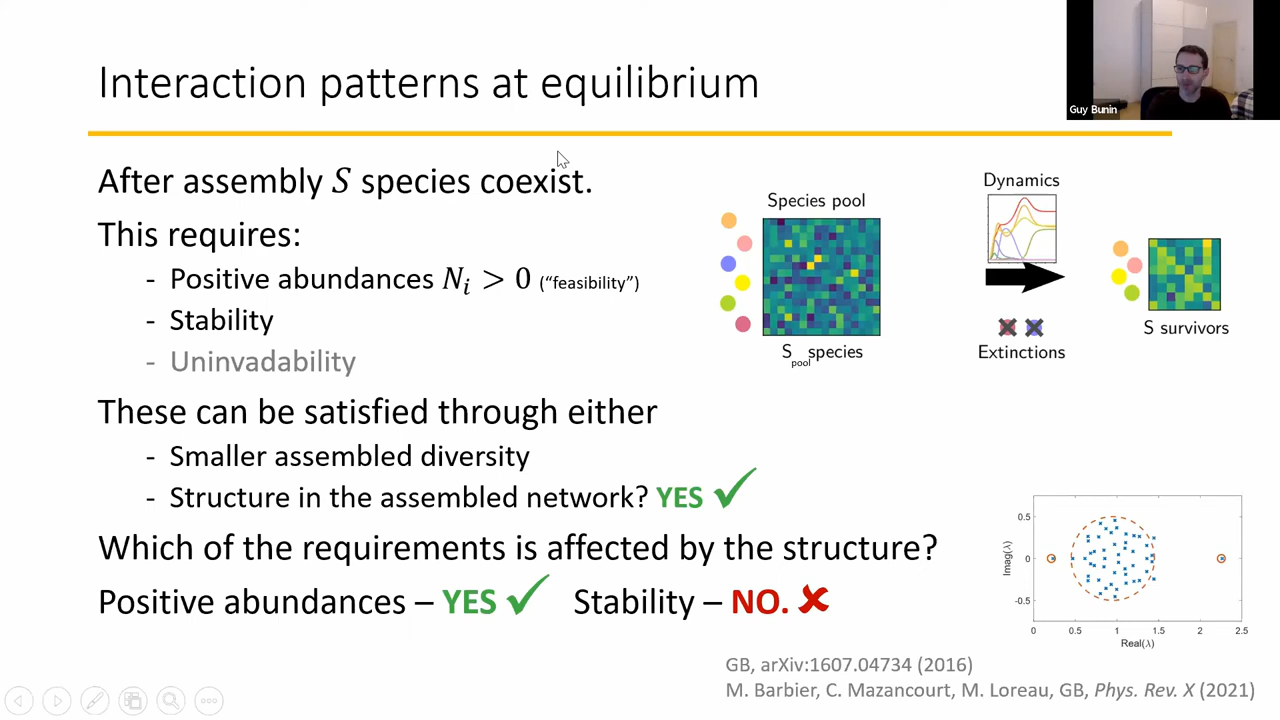 Interaction patterns at equilibrium
Guy Bunin
After assembly S species coexist.
This requires:
- Positive abundances Nᵢ > 0 (“feasibility”)
- Stability
- Uninvadability
These can be satisfied through either
- Smaller assembled diversity
- Structure in the assembled network? YES ✓
Which of the requirements is affected by the structure?
Positive abundances – YES ✓ Stability – NO. ✘
Species pool
S_pool species
Dynamics
Extinctions
S survivors
0.5
0
-0.5
Imag(λ)
0 0.5 1 1.5 2 2.5
Real(λ)
GB, arXiv:1607.04734 (2016)
M. Barbier, C. Mazancourt, M. Loreau, GB, Phys. Rev. X (2021)